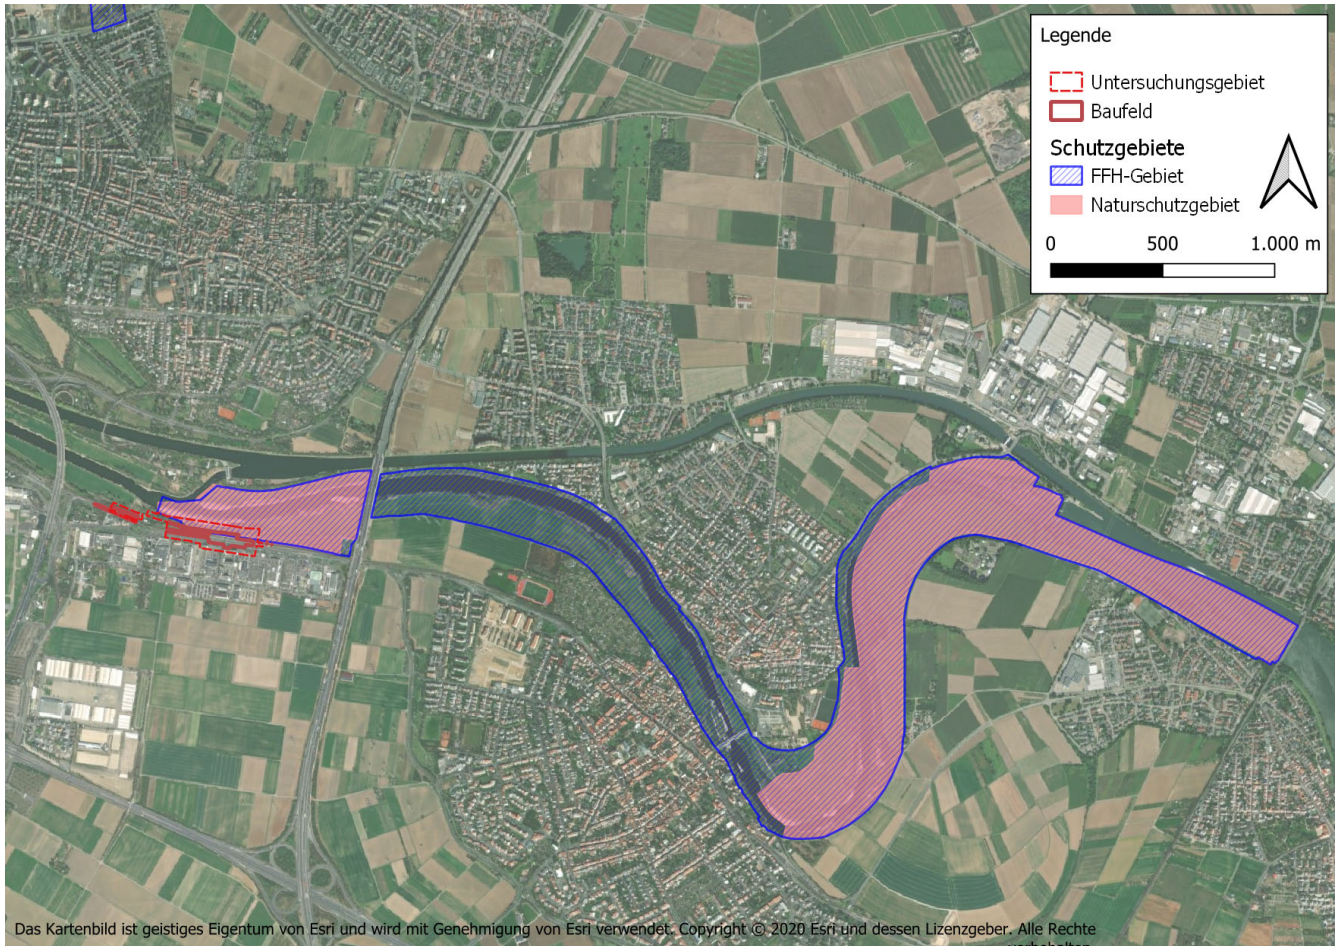 Legende
Untersuchungsgebiet
Baufeld
Schutzgebiete
FFH-Gebiet
Naturschutzgebiet
0 500 1.000 m
Das Kartenbild ist geistiges Eigentum von Esri und wird mit Genehmigung von Esri verwendet. Copyright © 2020 Esri und dessen Lizenzgeber. Alle Rechte
vorbehalten